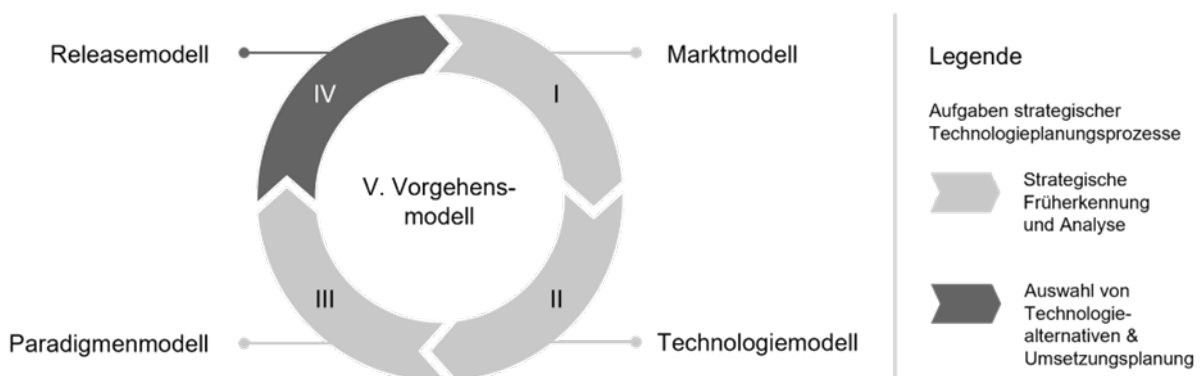 Releasemodell
Marktmodell
IV
I
V. Vorgehens-
modell
III
II
Paradigmenmodell
Technologiemodell
Legende
Aufgaben strategischer
Technologieplanungsprozesse
Strategische
Früherkennung
und Analyse
Auswahl von
Technologie-
alternativen &
Umsetzungsplanung